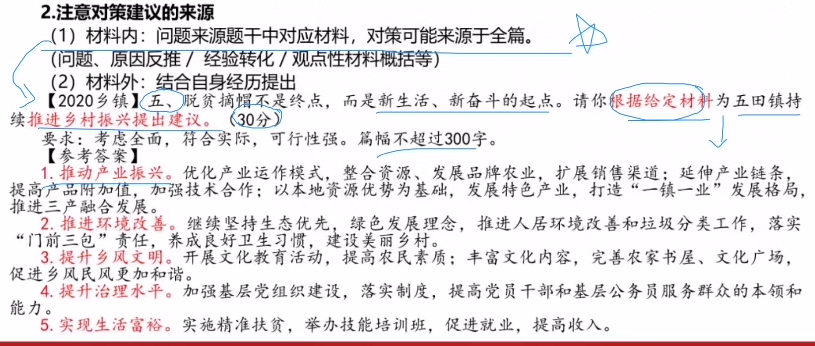 2.注意对策建议的来源
（1）材料内：问题来源题干中对应材料，对策可能来源于全篇。
（问题、原因反推 / 经验转化 / 观点性材料概括等）
（2）材料外：结合自身经历提出
【2020乡镇】五、脱贫摘帽不是终点，而是新生活、新奋斗的起点。请你根据给定材料为五田镇持
续推进乡村振兴提出建议。（30分）
要求：考虑全面，符合实际，可行性强。篇幅不超过300字。
【参考答案】
1. 推动产业振兴。优化产业运作模式，整合资源、发展品牌农业，扩展销售渠道；延伸产业链条，
提高产品附加值，加强技术合作；以本地资源优势为基础，发展特色产业，打造“一镇一业”发展格局，
推进三产融合发展。
2. 推进环境改善。继续坚持生态优先，绿色发展理念，推进人居环境改善和垃圾分类工作，落实
“门前三包”责任，养成良好卫生习惯，建设美丽乡村。
3. 提升乡风文明。开展文化教育活动，提高农民素质；丰富文化内容，完善农家书屋、文化广场，
促进乡风民风更加和谐。
4. 提升治理水平。加强基层党组织建设，落实制度，提高党员干部和基层公务员服务群众的本领和
能力。
5. 实现生活富裕。实施精准扶贫，举办技能培训班，促进就业，提高收入。